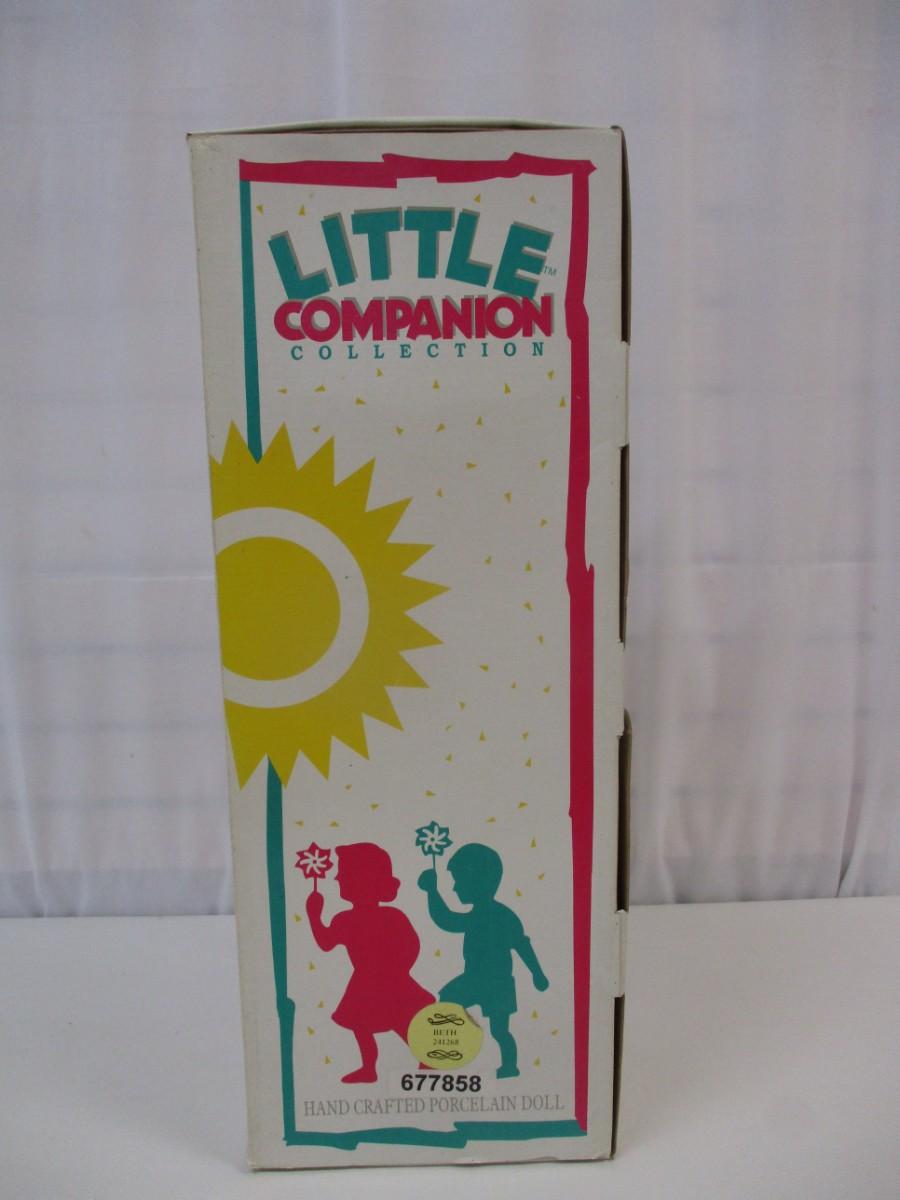 LITTLE™
COMPANION
COLLECTION
BETH
241268
677858
HAND CRAFTED PORCELAIN DOLL